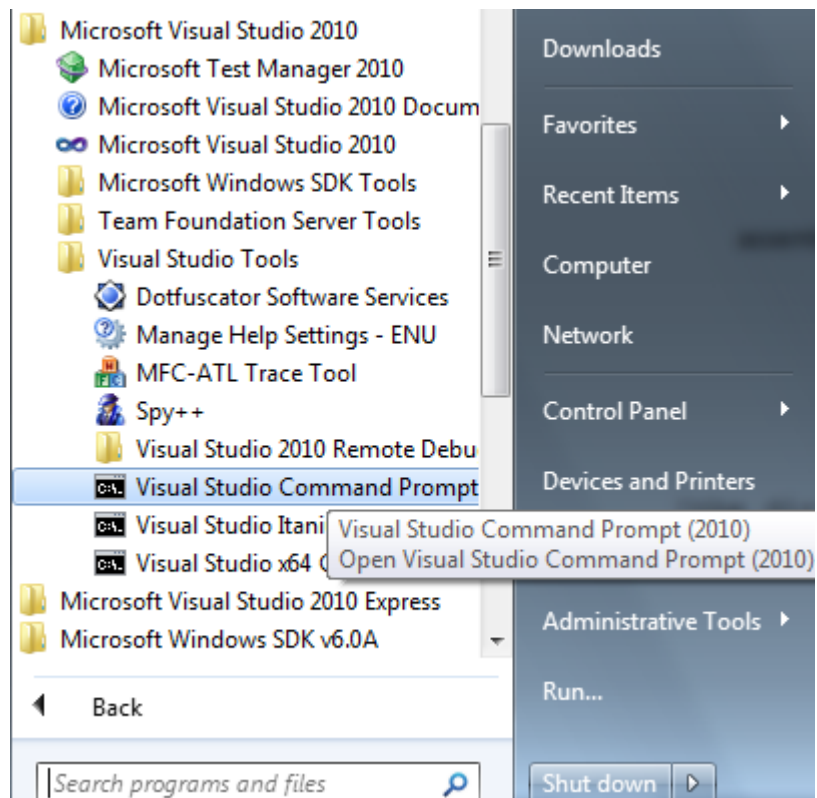 Microsoft Visual Studio 2010
Microsoft Test Manager 2010
Microsoft Visual Studio 2010 Docum
Microsoft Visual Studio 2010
Microsoft Windows SDK Tools
Team Foundation Server Tools
Visual Studio Tools
Dotfuscator Software Services
Manage Help Settings - ENU
MFC-ATL Trace Tool
Spy++
Visual Studio 2010 Remote Debu
Visual Studio Command Prompt
Visual Studio Itani
Visual Studio x64
Microsoft Visual Studio 2010 Express
Microsoft Windows SDK v6.0A
Back
Search programs and files
Downloads
Favorites
Recent Items
Computer
Network
Control Panel
Devices and Printers
Visual Studio Command Prompt (2010)
Open Visual Studio Command Prompt (2010)
Administrative Tools
Run...
Shut down